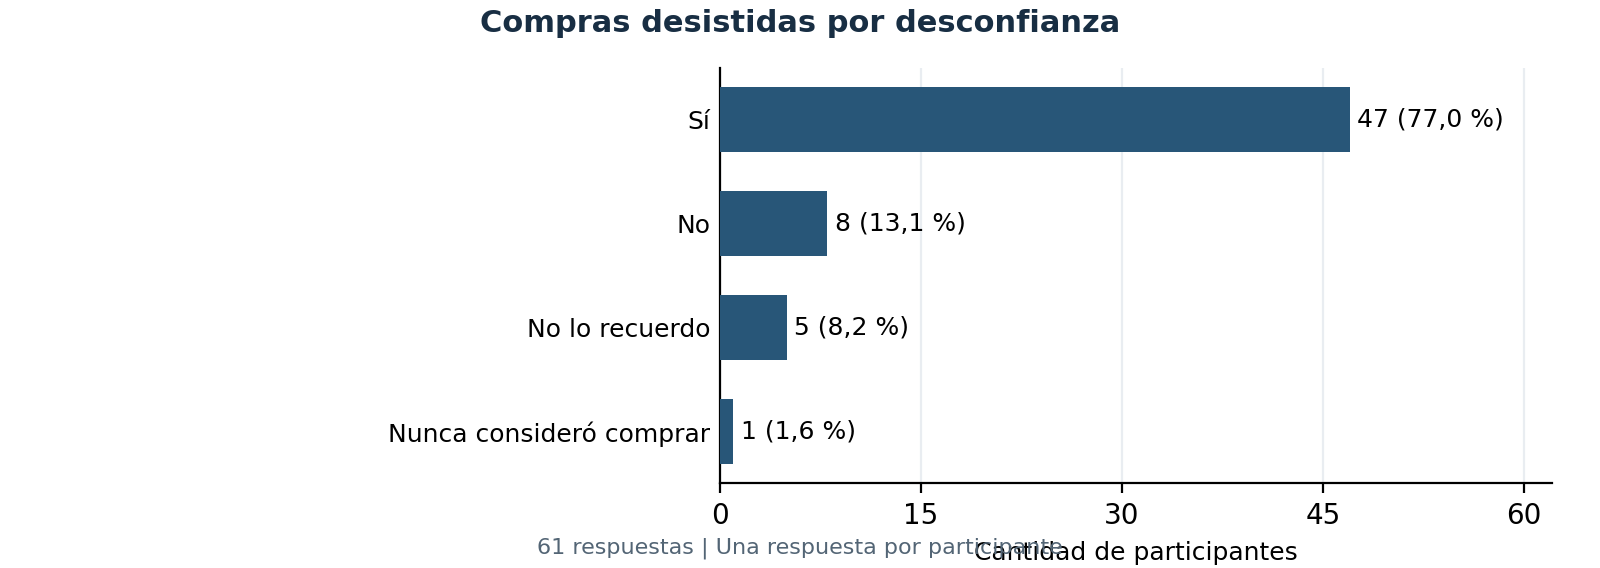 Compras desistidas por desconfianza
Sí
47 (77,0 %)
No
8 (13,1 %)
No lo recuerdo
5 (8,2 %)
Nunca consideró comprar
1 (1,6 %)
0 15 30 45 60
61 respuestas | Una respuesta por participante
Cantidad de participantes